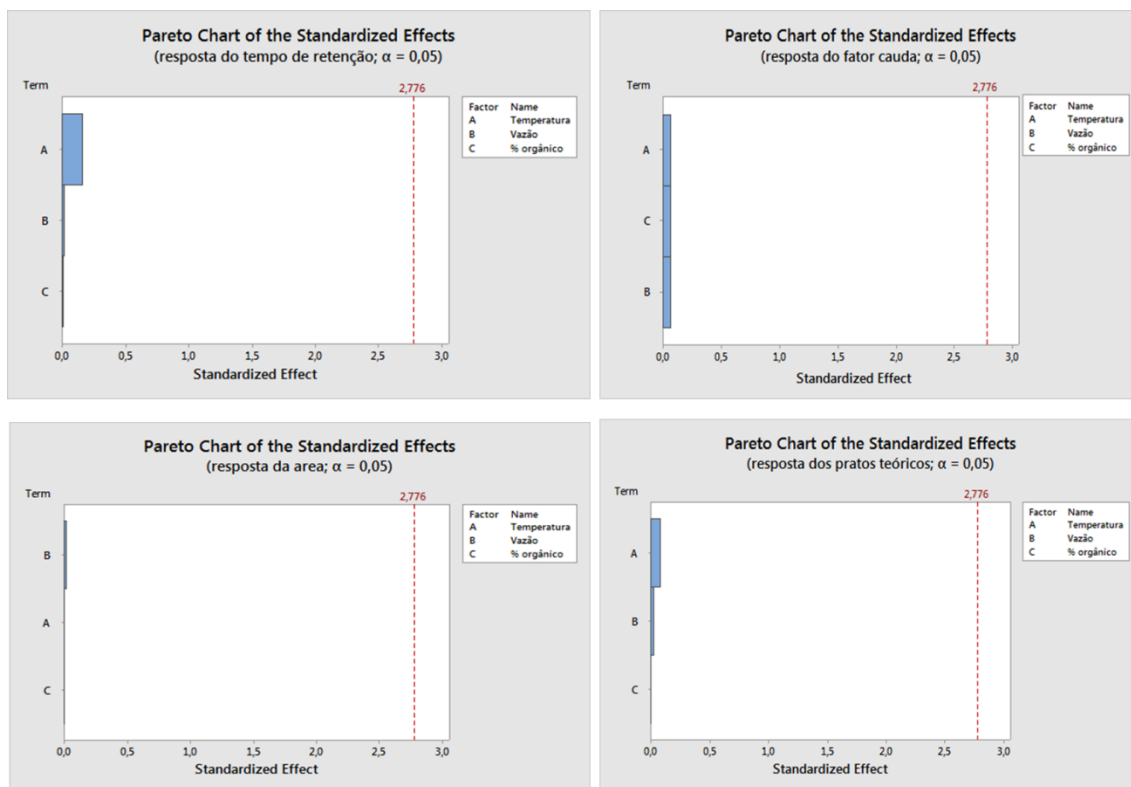 Pareto Chart of the Standardized Effects
(resposta do tempo de retenção; α = 0,05)
Term
2,776
Factor Name
A Temperatura
B Vazão
C % orgânico
A
B
C
0,0 0,5 1,0 1,5 2,0 2,5 3,0
Standardized Effect
Pareto Chart of the Standardized Effects
(resposta do fator cauda; α = 0,05)
Term
2,776
Factor Name
A Temperatura
B Vazão
C % orgânico
A
C
B
0,0 0,5 1,0 1,5 2,0 2,5 3,0
Standardized Effect
Pareto Chart of the Standardized Effects
(resposta da area; α = 0,05)
Term
2,776
Factor Name
A Temperatura
B Vazão
C % orgânico
B
A
C
0,0 0,5 1,0 1,5 2,0 2,5 3,0
Standardized Effect
Pareto Chart of the Standardized Effects
(resposta dos pratos teóricos; α = 0,05)
Term
2,776
Factor Name
A Temperatura
B Vazão
C % orgânico
A
B
C
0,0 0,5 1,0 1,5 2,0 2,5 3,0
Standardized Effect